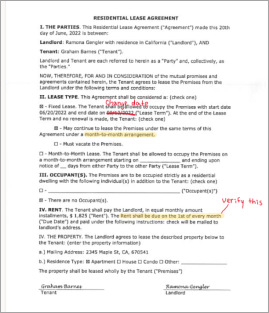 RESIDENTIAL LEASE AGREEMENT
I. THE PARTIES. This Residential Lease Agreement ("Agreement") made this 20th
day of June, 2022 is between:
Landlord: Ramona Gengler with residence in California ("Landlord"), AND
Tenant: Graham Barnes ("Tenant").
Landlord and Tenant are each referred to herein as a "Party" and, collectively, as
the "Parties."
NOW, THEREFORE, FOR AND IN CONSIDERATION of the mutual promises and
agreements contained herein, the Tenant agrees to lease the Premises from the
Landlord under the following terms and conditions:
II. LEASE TYPE. This Agreement shall be considered a: (check one)
Change date
☒ - Fixed Lease. The Tenant shall be allowed to occupy the Premises with start date
06/20/2022 and end date on ("Lease Term"). At the end of the Lease
Term and no renewal is made, the Tenant: (check one)
☒ - May continue to lease the Premises under the same terms of this
Agreement under a month-to-month arrangement.
☐ - Must vacate the Premises.
☐ - Month-to-Month Lease. The Tenant shall be allowed to occupy the Premises on
a month-to-month arrangement starting on ________ and ending upon
notice of __ days from either Party to the other Party ("Lease Term").
III. OCCUPANT(S). The Premises are to be occupied strictly as a residential
dwelling with the following individual(s) in addition to the Tenant: (check one)
☐ - ________ ("Occupant(s)")
☒ - There are no Occupant(s).
verify this
IV. RENT. The Tenant shall pay the Landlord, in equal monthly amount
installments, $ 1,825 ("Rent"). The Rent shall be due on the 1st of every month
("Due Date") and paid under the following instructions: check will be mailed to
landlord's address.
IV. THE PROPERTY. The Landlord agrees to lease the described property below to
the Tenant: (enter the property information)
a.) Mailing Address: 2345 Maple St, CA, 67041
b.) Residence Type: ☒ Apartment ☐ House ☐ Condo ☐ Other: ________
The property shall be leased wholly by the Tenant ("Premises")
Graham Barnes Ramona Gengler
Tenant Landlord